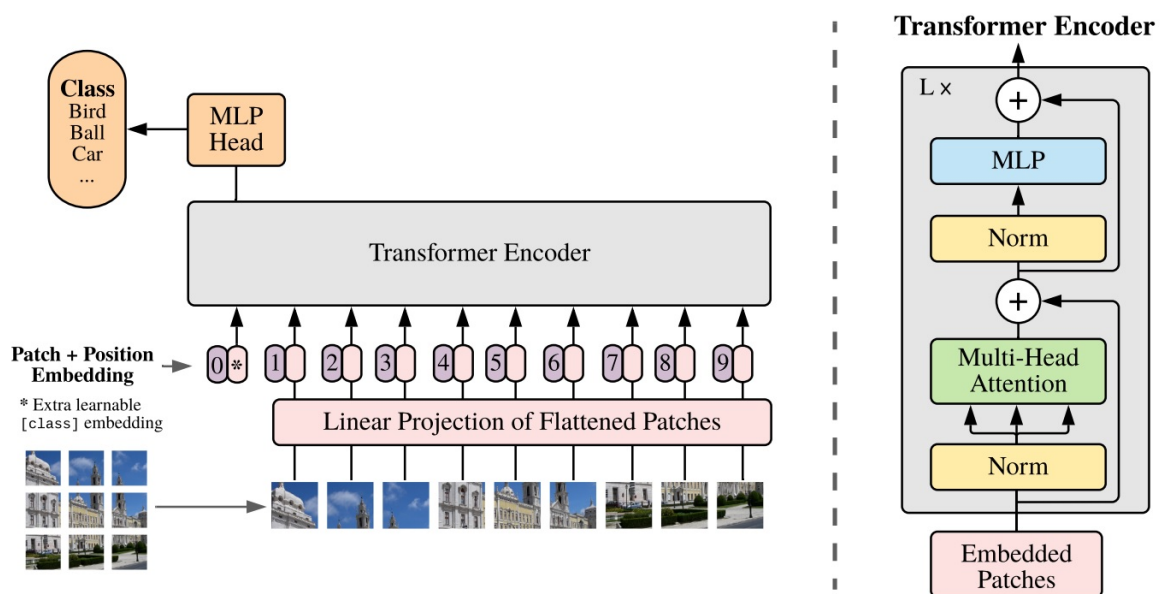 Class
Bird
Ball
Car
...
MLP
Head
Transformer Encoder
Patch + Position
Embedding
0 * 1 2 3 4 5 6 7 8 9
* Extra learnable
[class] embedding
Linear Projection of Flattened Patches
Transformer Encoder
L ×
+
MLP
Norm
+
Multi-Head
Attention
Norm
Embedded
Patches